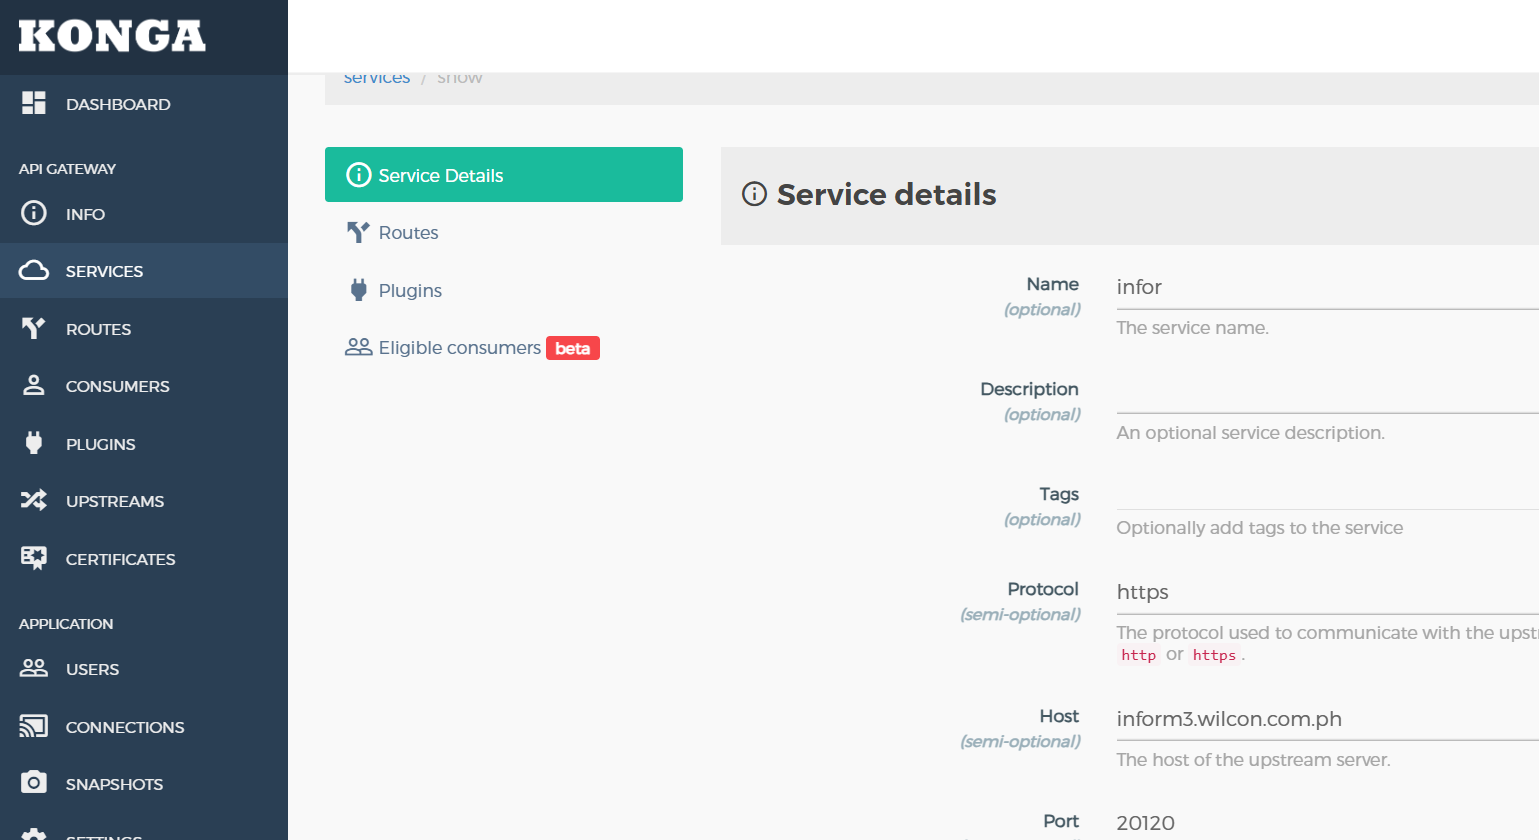 KONGA
DASHBOARD
API GATEWAY
INFO
SERVICES
ROUTES
CONSUMERS
PLUGINS
UPSTREAMS
CERTIFICATES
APPLICATION
USERS
CONNECTIONS
SNAPSHOTS
SETTINGS
services / show
Service Details
Routes
Plugins
Eligible consumers beta
Service details
Name
(optional)
infor
The service name.
Description
(optional)
An optional service description.
Tags
(optional)
Optionally add tags to the service
Protocol
(semi-optional)
https
The protocol used to communicate with the upst
http or https.
Host
(semi-optional)
inform3.wilcon.com.ph
The host of the upstream server.
Port
20120